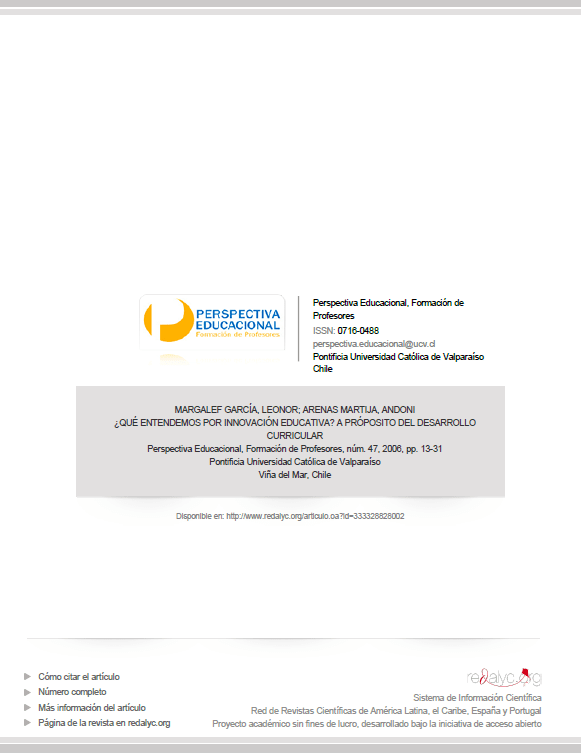 PERSPECTIVA
EDUCACIONAL
Formación de Profesores
Perspectiva Educacional, Formación de
Profesores
ISSN: 0716-0488
perspectiva.educacional@ucv.cl
Pontificia Universidad Católica de Valparaíso
Chile
MARGALEF GARCÍA, LEONOR; ARENAS MARTIJA, ANDONI
¿QUÉ ENTENDEMOS POR INNOVACIÓN EDUCATIVA? A PRÓPOSITO DEL DESARROLLO
CURRICULAR
Perspectiva Educacional, Formación de Profesores, núm. 47, 2006, pp. 13-31
Pontificia Universidad Católica de Valparaíso
Viña del Mar, Chile
Disponible en: http://www.redalyc.org/articulo.oa?id=333328828002
Cómo citar el artículo
Número completo
Más información del artículo
Página de la revista en redalyc.org
redalyc.org
Sistema de Información Científica
Red de Revistas Científicas de América Latina, el Caribe, España y Portugal
Proyecto académico sin fines de lucro, desarrollado bajo la iniciativa de acceso abierto